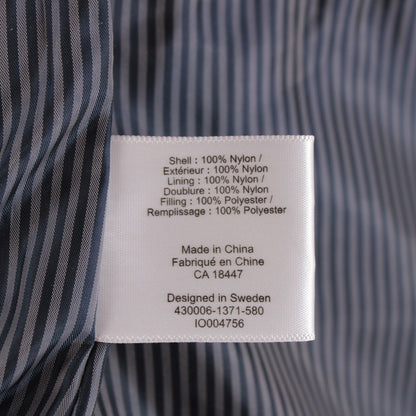 Shell : 100% Nylon /
Extérieur : 100% Nylon
Lining : 100% Nylon /
Doublure : 100% Nylon
Filling : 100% Polyester /
Remplissage : 100% Polyester
Made in China
Fabriqué en Chine
CA 18447
Designed in Sweden
430006-1371-580
IO004756